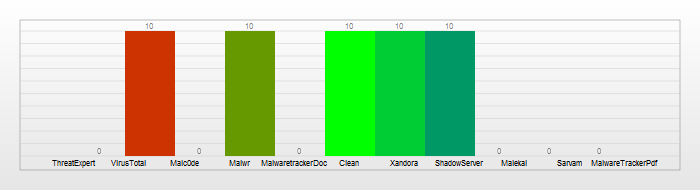 10 10 10 10 10
0 0 0 0 0 0
ThreatExpert VirusTotal Malc0de Malwr MalwaretrackerDoc Clean Xandora ShadowServer Malekal Sarvam MalwareTrackerPdf